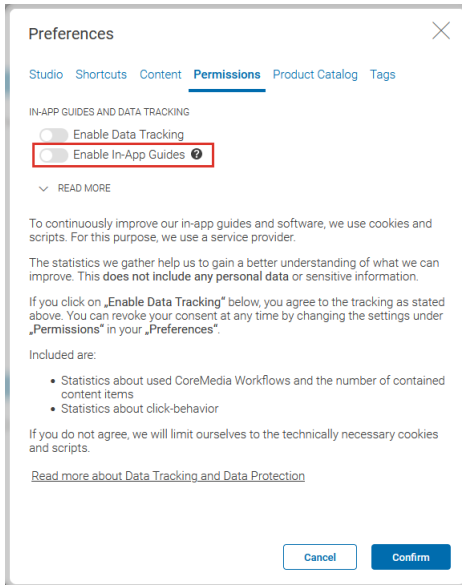 Preferences
Studio Shortcuts Content Permissions Product Catalog Tags
IN-APP GUIDES AND DATA TRACKING
Enable Data Tracking
Enable In-App Guides ?
READ MORE
To continuously improve our in-app guides and software, we use cookies and
scripts. For this purpose, we use a service provider.
The statistics we gather help us to gain a better understanding of what we can
improve. This does not include any personal data or sensitive information.
If you click on „Enable Data Tracking“ below, you agree to the tracking as stated
above. You can revoke your consent at any time by changing the settings under
„Permissions“ in your „Preferences“.
Included are:
• Statistics about used CoreMedia Workflows and the number of contained
content items
• Statistics about click-behavior
If you do not agree, we will limit ourselves to the technically necessary cookies
and scripts.
Read more about Data Tracking and Data Protection
Cancel Confirm